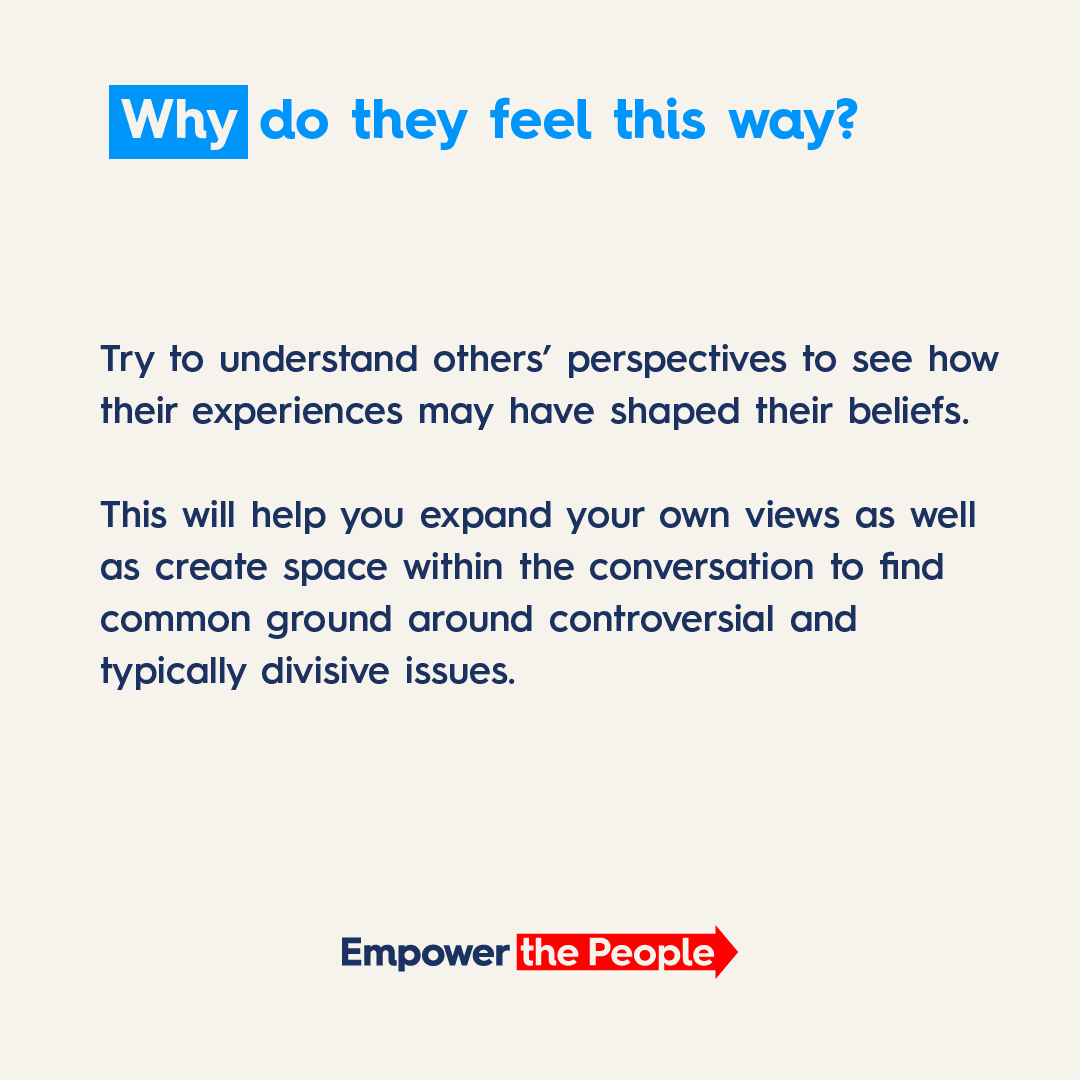 Why do they feel this way?
Try to understand others’ perspectives to see how
their experiences may have shaped their beliefs.
This will help you expand your own views as well
as create space within the conversation to find
common ground around controversial and
typically divisive issues.
Empower the People